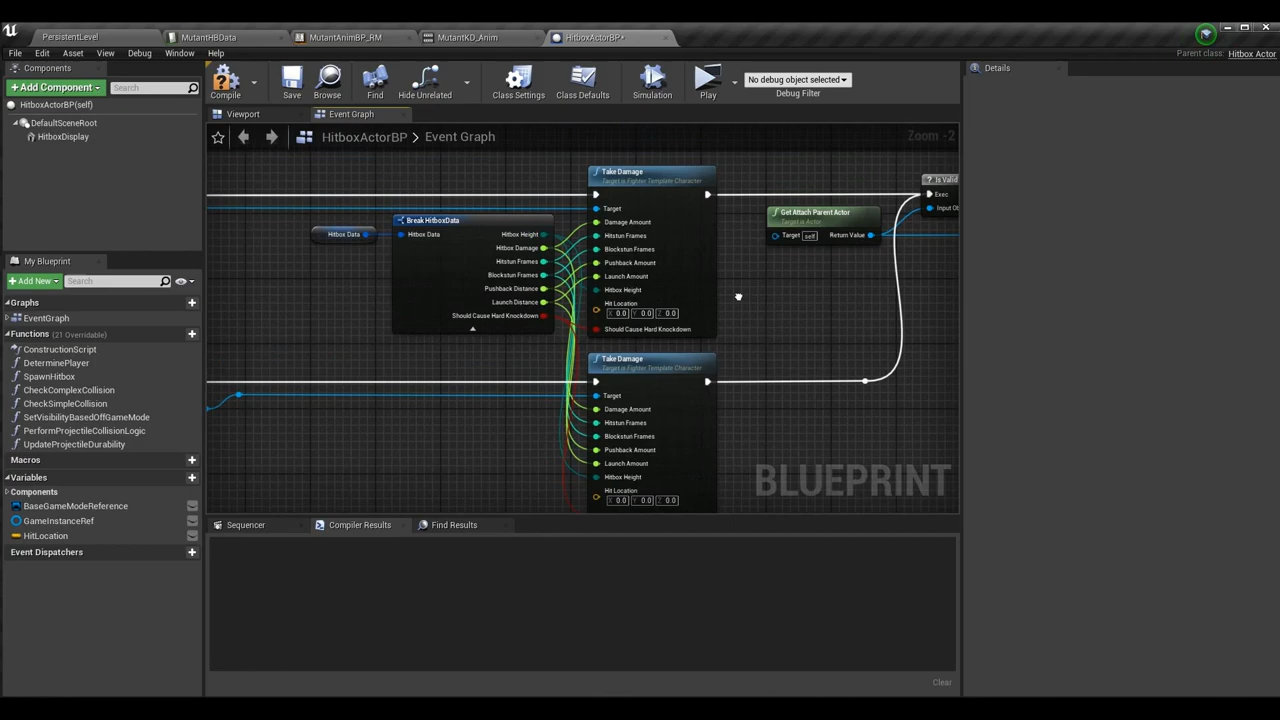 PersistentLevel
MutantHBData
MutantAnimBP_RM
MutantKD_Anim
HitboxActorBP*
File
Edit
Asset
View
Debug
Window
Help
Parent class: Hitbox Actor
Components
Add Component
Search
HitboxActorBP(self)
DefaultSceneRoot
HitboxDisplay
Compile
Save
Browse
Find
Hide Unrelated
Class Settings
Class Defaults
Simulation
Play
No debug object selected
Debug Filter
Details
Viewport
Event Graph
HitboxActorBP > Event Graph
Zoom -2
My Blueprint
Add New
Search
Graphs
EventGraph
Functions (21 Overridable)
ConstructionScript
DeterminePlayer
SpawnHitbox
CheckComplexCollision
CheckSimpleCollision
SetVisibilityBasedOffGameMode
PerformProjectileCollisionLogic
UpdateProjectileDurability
Macros
Variables
Components
BaseGameModeReference
GameInstanceRef
HitLocation
Event Dispatchers
Hitbox Data
Break HitboxData
Hitbox Data
Hitbox Height
Hitbox Damage
Hitstun Frames
Blockstun Frames
Pushback Distance
Launch Distance
Should Cause Hard Knockdown
Take Damage
Target is Fighter Template Character
Target
Damage Amount
Hitstun Frames
Blockstun Frames
Pushback Amount
Launch Amount
Hitbox Height
Hit Location
X 0.0 Y 0.0 Z 0.0
Should Cause Hard Knockdown
Take Damage
Target is Fighter Template Character
Target
Damage Amount
Hitstun Frames
Blockstun Frames
Pushback Amount
Launch Amount
Hitbox Height
Hit Location
X 0.0 Y 0.0 Z 0.0
Get Attach Parent Actor
Target is Actor
Target self
Return Value
? Is Valid
Exec
Input Ob
BLUEPRINT
Sequencer
Compiler Results
Find Results
Clear